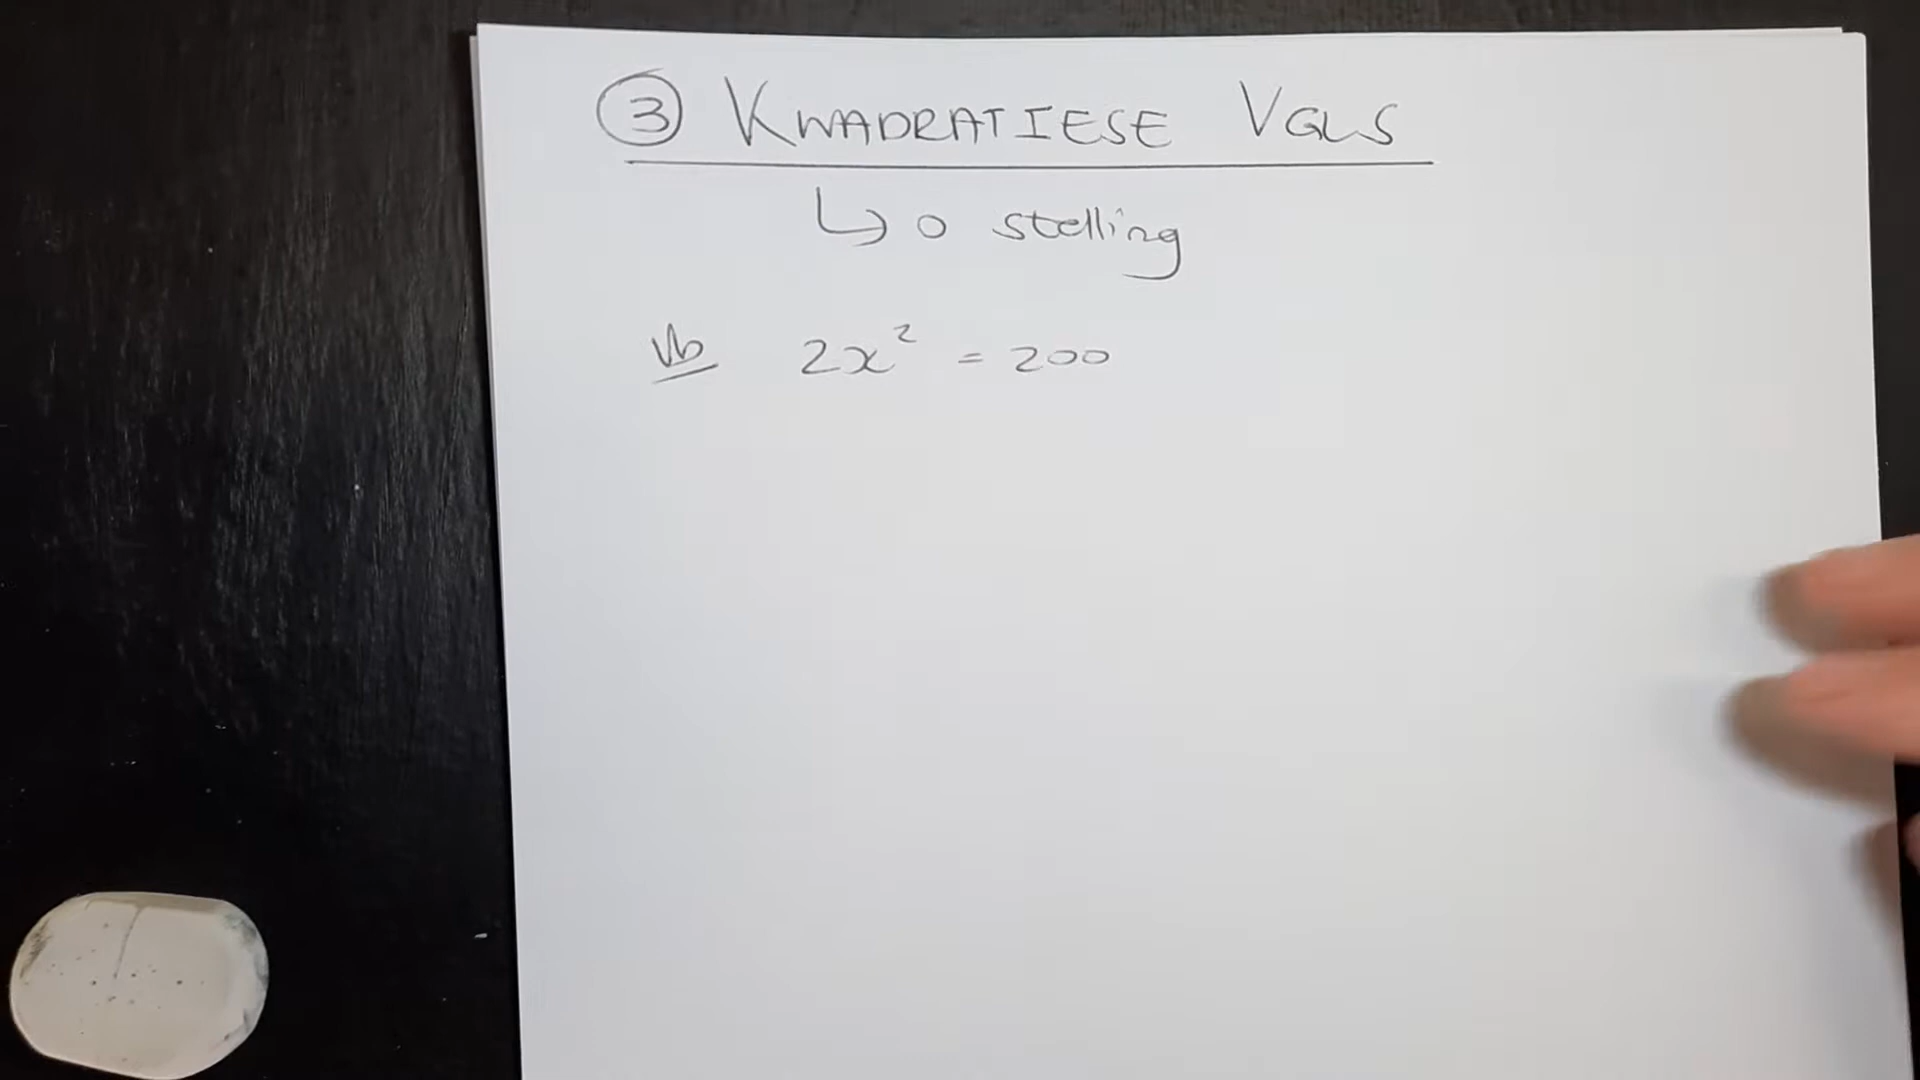 ③ KWADRATIESE VGLS
↳ 0 stelling
Vb 2x² = 200